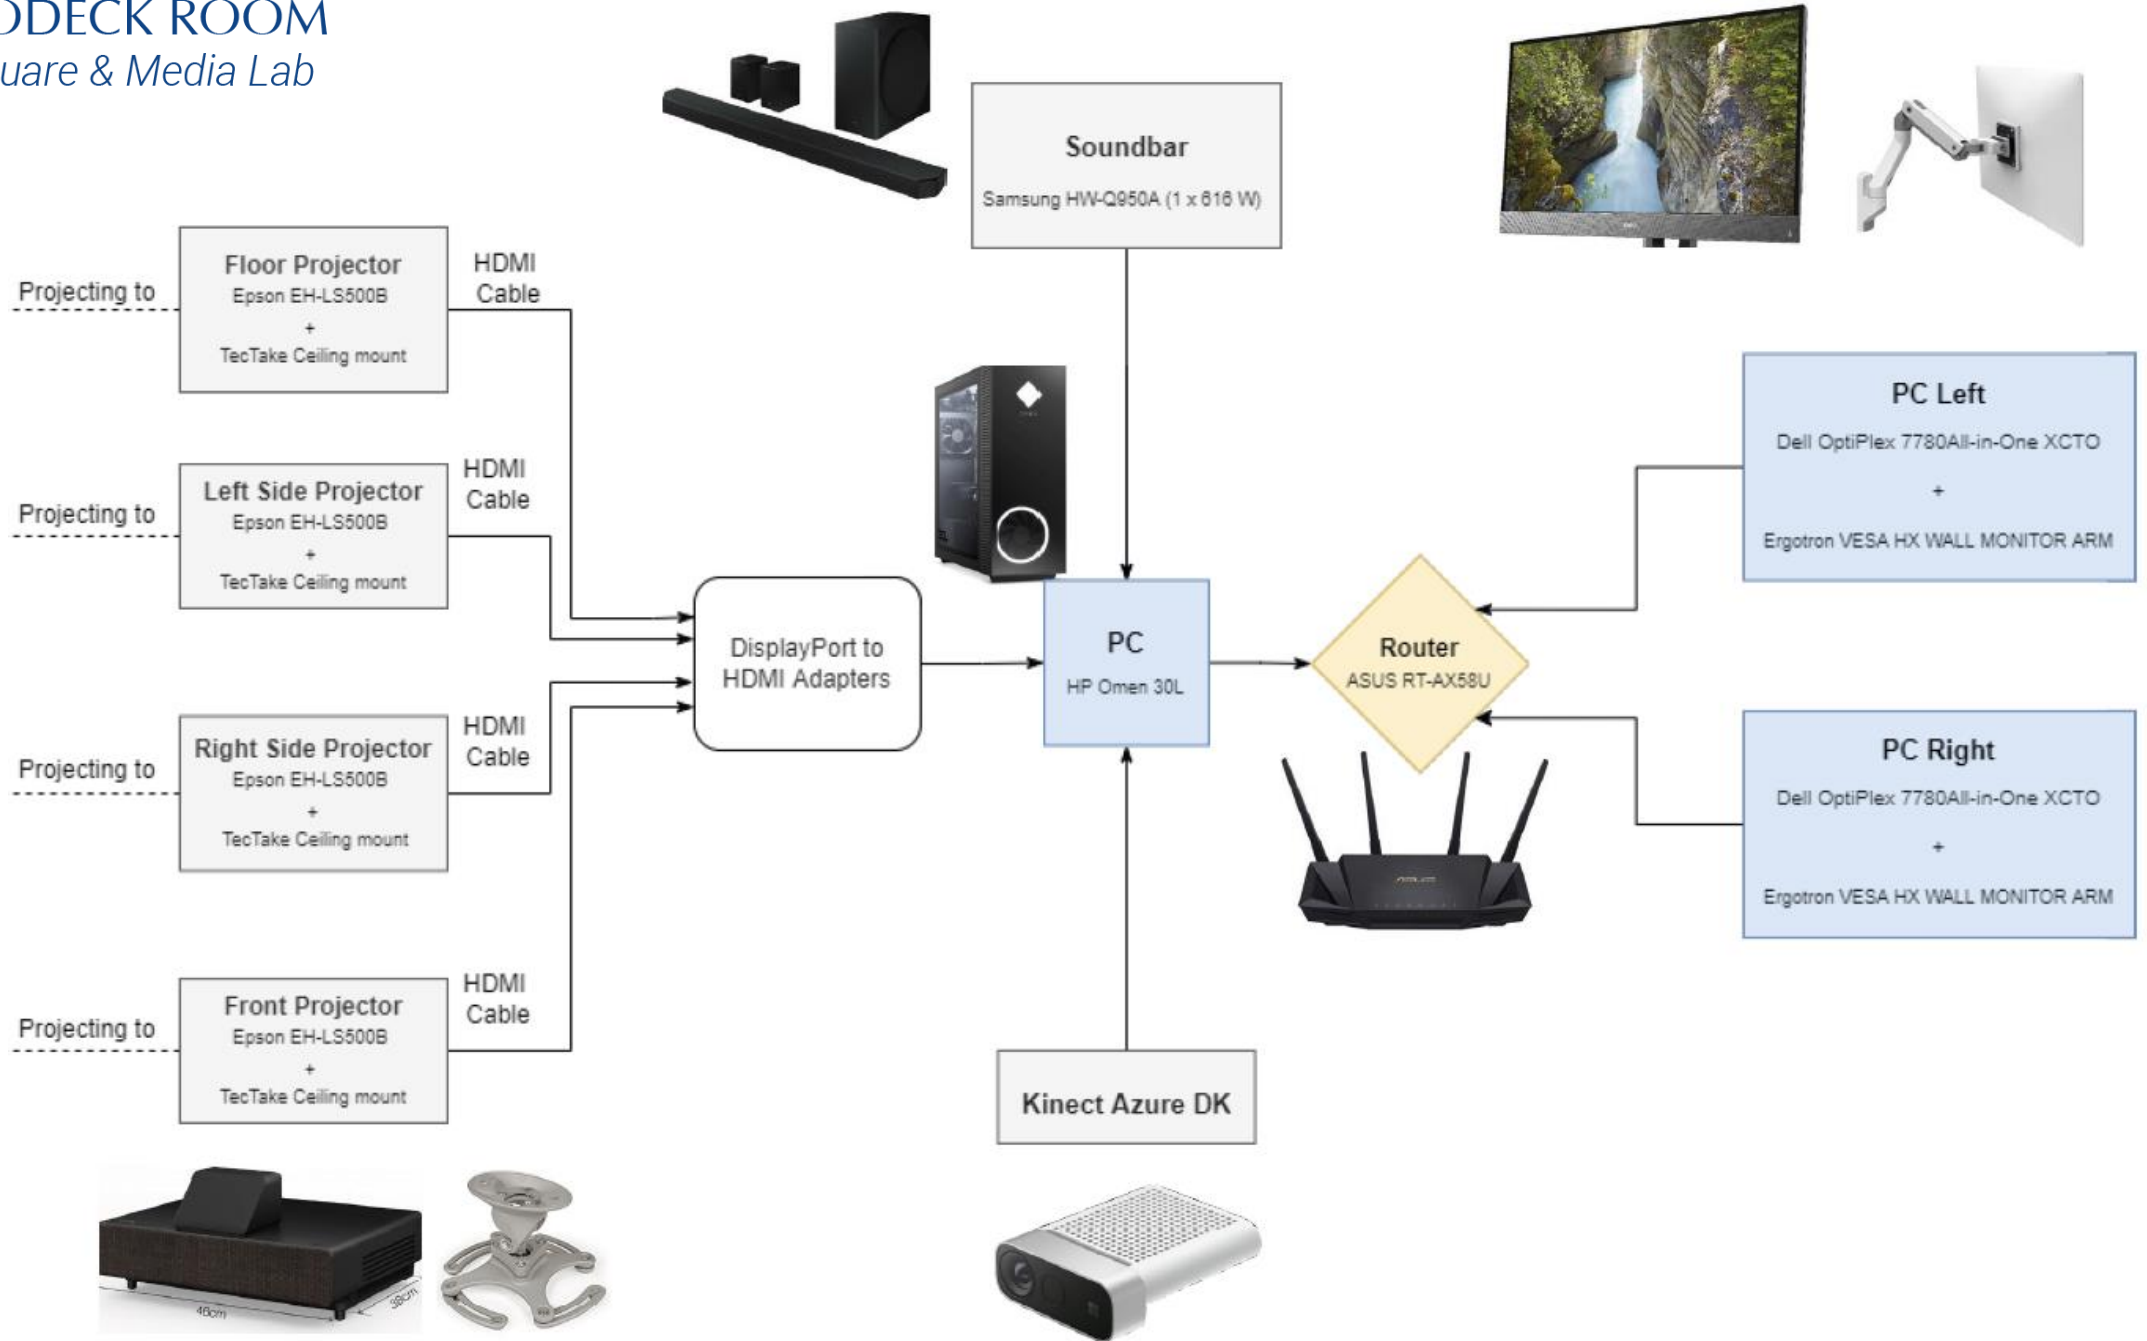 ODECK ROOM
uare & Media Lab
Soundbar
Samsung HW-Q950A (1 x 616 W)
Projecting to
Floor Projector
Epson EH-LS500B
+
TecTake Ceiling mount
HDMI
Cable
Projecting to
Left Side Projector
Epson EH-LS500B
+
TecTake Ceiling mount
HDMI
Cable
Projecting to
Right Side Projector
Epson EH-LS500B
+
TecTake Ceiling mount
HDMI
Cable
Projecting to
Front Projector
Epson EH-LS500B
+
TecTake Ceiling mount
HDMI
Cable
DisplayPort to
HDMI Adapters
PC
HP Omen 30L
Router
ASUS RT-AX58U
PC Left
Dell OptiPlex 7780All-in-One XCTO
+
Ergotron VESA HX WALL MONITOR ARM
PC Right
Dell OptiPlex 7780All-in-One XCTO
+
Ergotron VESA HX WALL MONITOR ARM
Kinect Azure DK
46cm
38cm